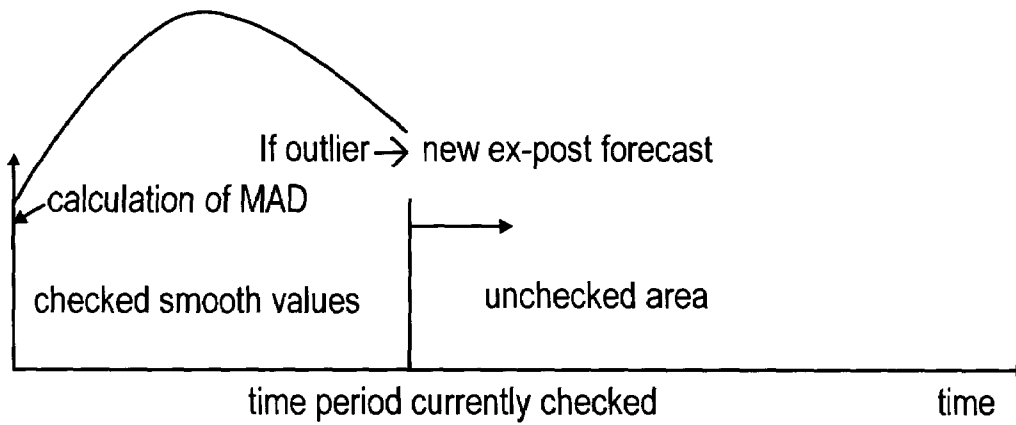 If outlier → new ex-post forecast
calculation of MAD
checked smooth values
unchecked area
time period currently checked
time